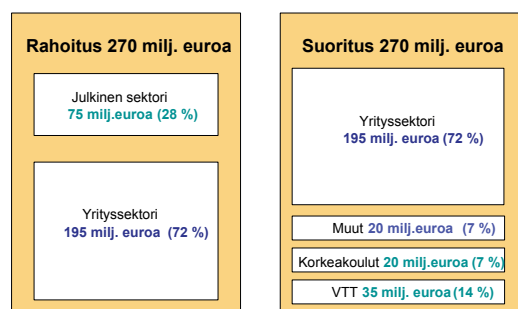 Rahoitus 270 milj. euroa
Julkinen sektori
75 milj.euroa (28 %)
Yrityssektori
195 milj. euroa (72 %)
Suoritus 270 milj. euroa
Yrityssektori
195 milj. euroa (72 %)
Muut 20 milj.euroa (7 %)
Korkeakoulut 20 milj.euroa (7 %)
VTT 35 milj. euroa (14 %)